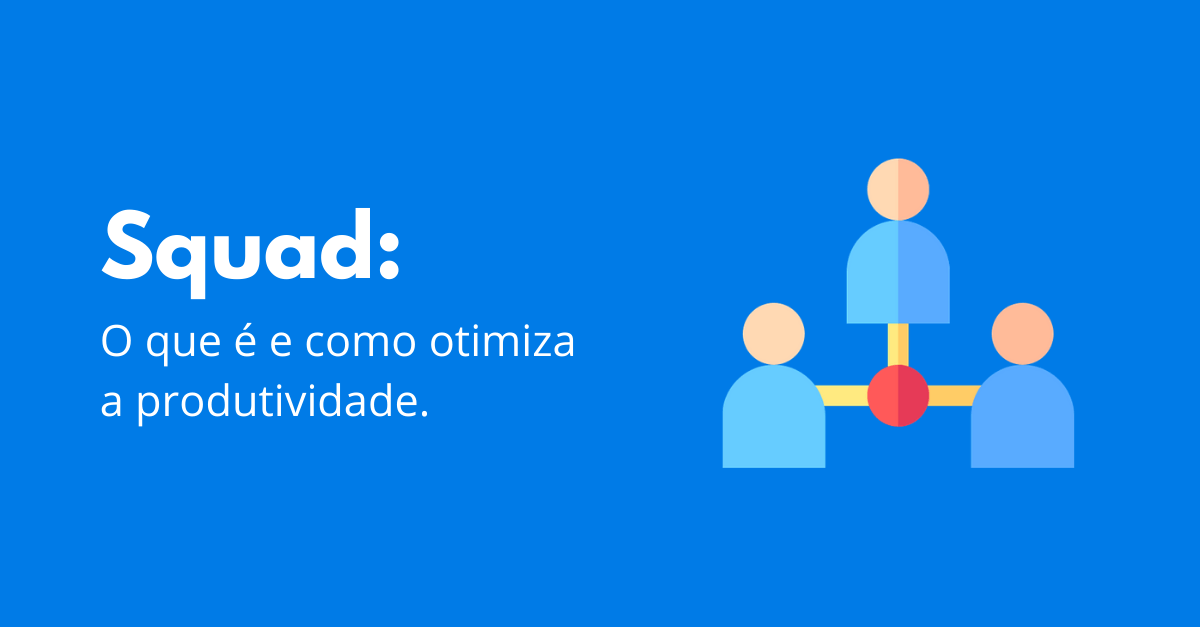 Squad:
O que é e como otimiza
a produtividade.